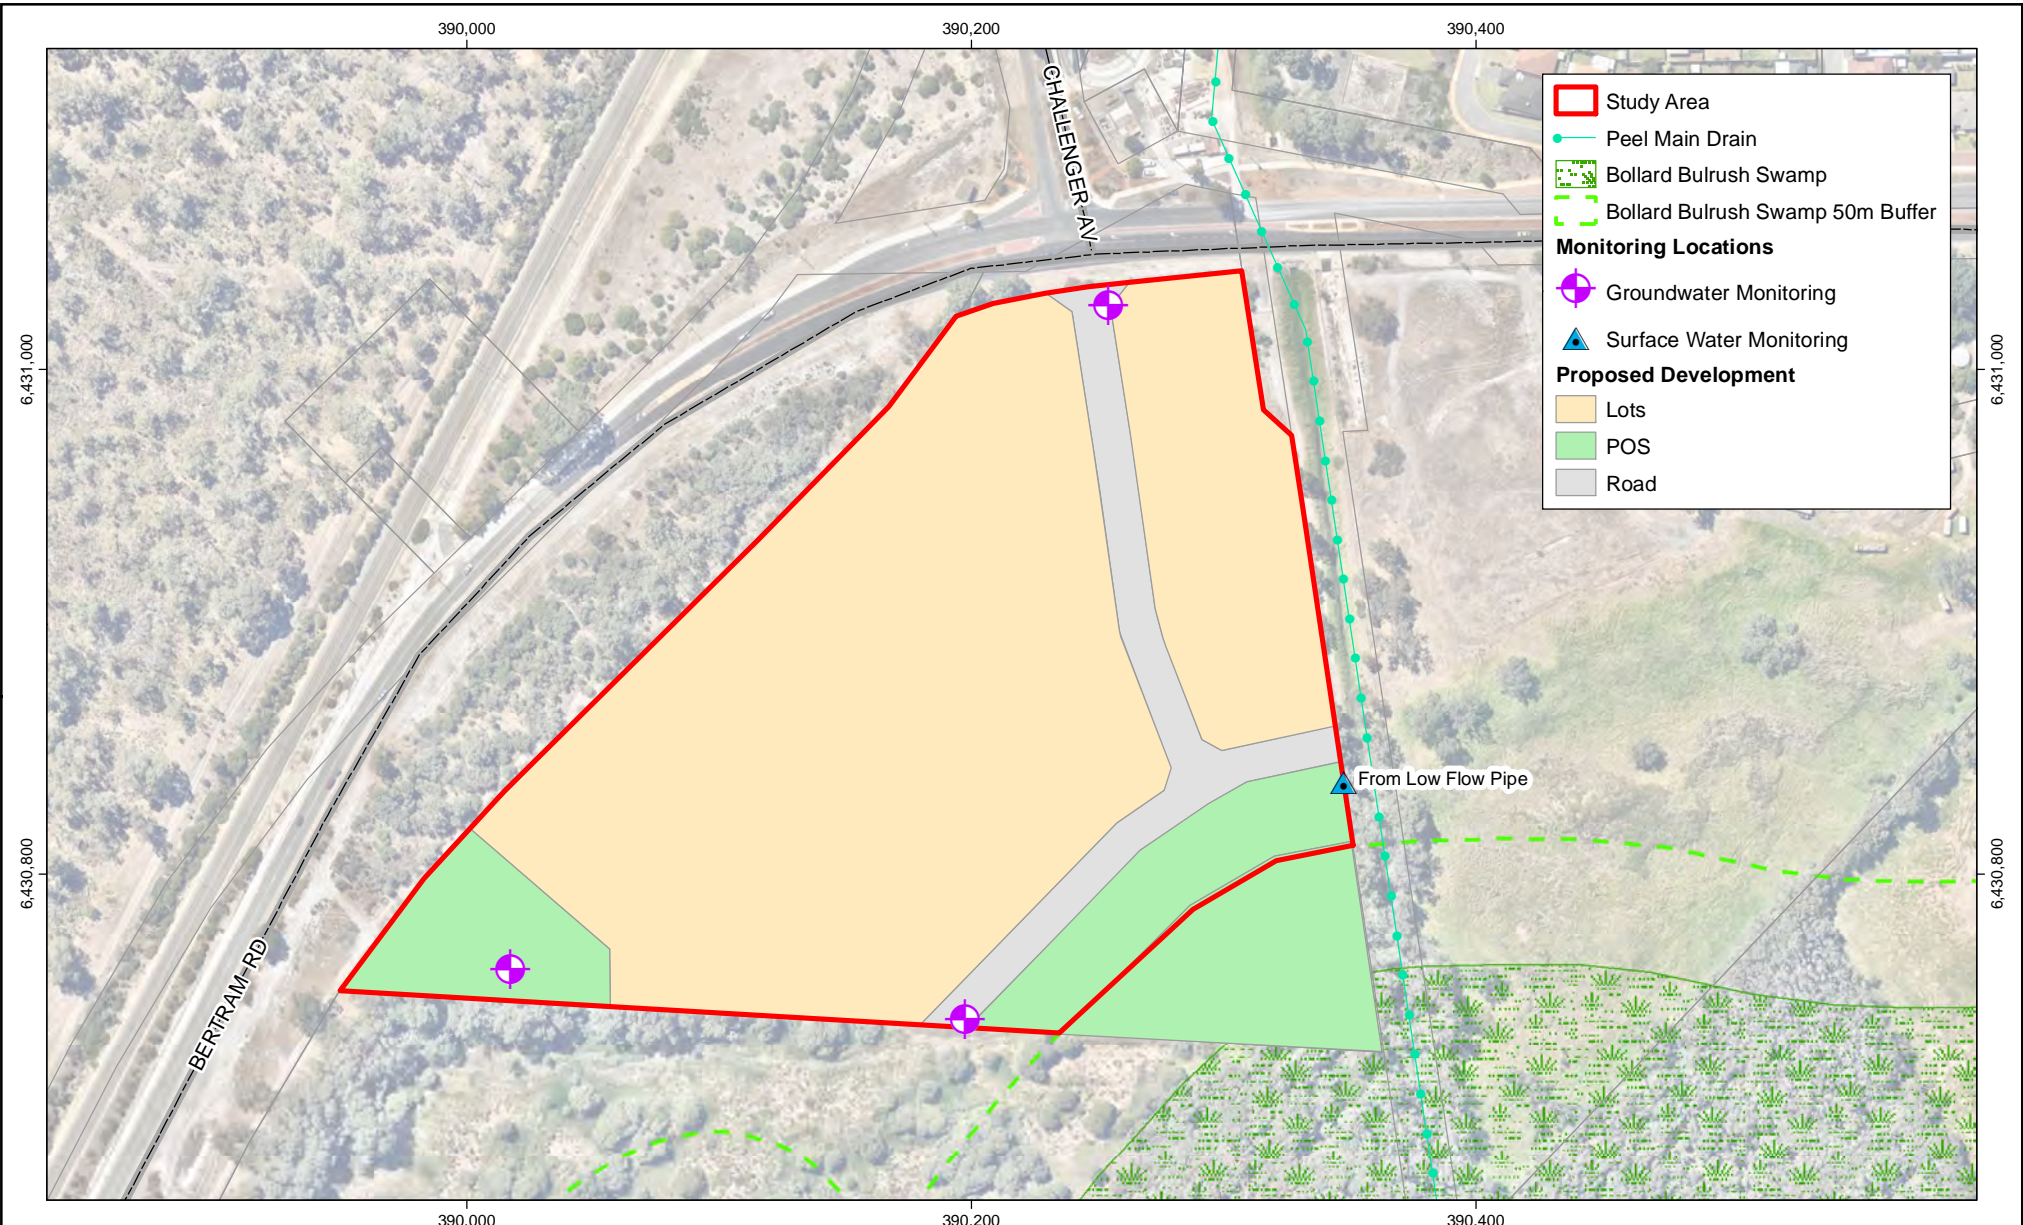 390,000
390,200
390,400
CHALLENGER AV
Study Area
Peel Main Drain
Bollard Bulrush Swamp
Bollard Bulrush Swamp 50m Buffer
Monitoring Locations
Groundwater Monitoring
Surface Water Monitoring
Proposed Development
Lots
POS
Road
6,431,000
6,431,000
From Low Flow Pipe
6,430,800
6,430,800
BERTRAM RD
390,000
390,200
390,400